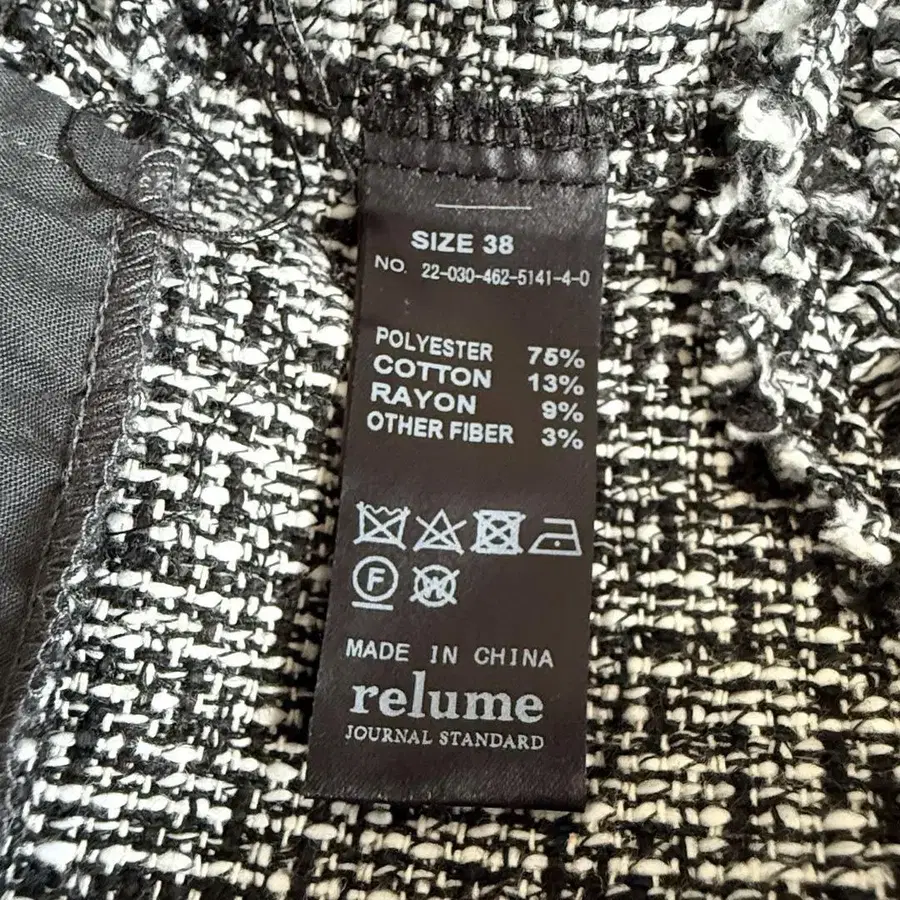 SIZE 38
NO. 22-030-462-5141-4-0
POLYESTER 75%
COTTON 13%
RAYON 9%
OTHER FIBER 3%
F W
MADE IN CHINA
relume
JOURNAL STANDARD